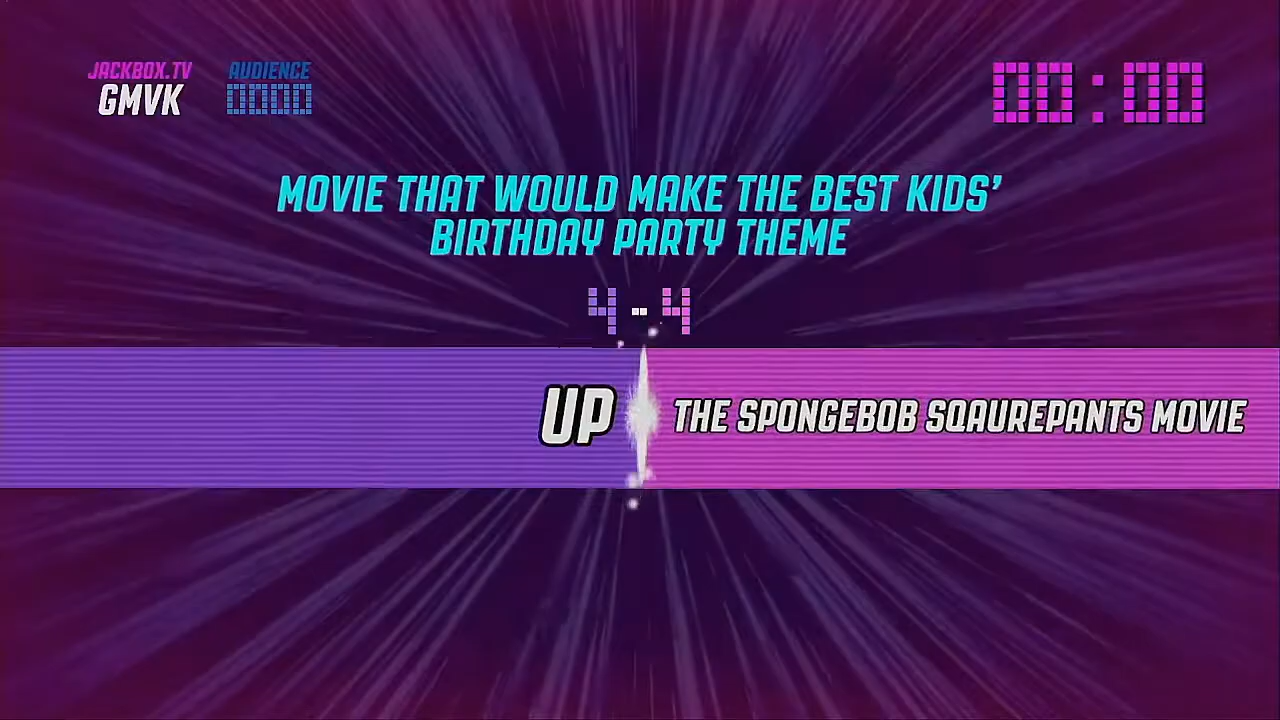 JACKBOX.TV
GMVK
AUDIENCE
0000
00:00
MOVIE THAT WOULD MAKE THE BEST KIDS'
BIRTHDAY PARTY THEME
4-4
UP
THE SPONGEBOB SQAUREPANTS MOVIE